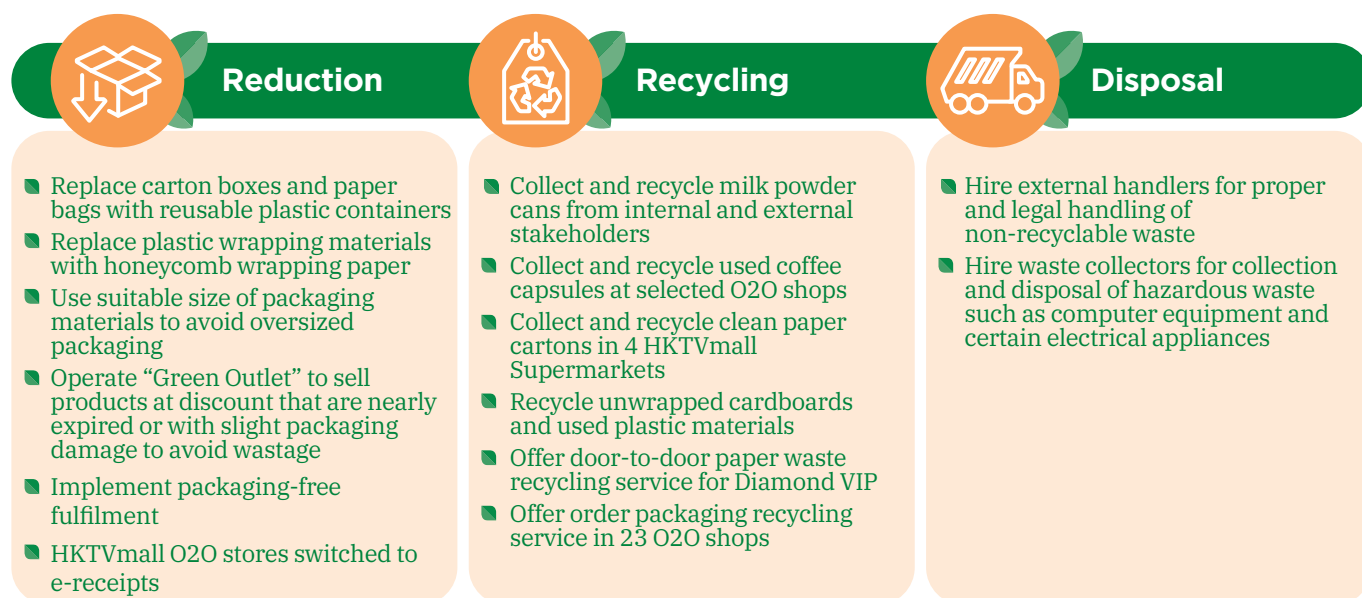 Reduction
Replace carton boxes and paper
bags with reusable plastic containers
Replace plastic wrapping materials
with honeycomb wrapping paper
Use suitable size of packaging
materials to avoid oversized
packaging
Operate “Green Outlet” to sell
products at discount that are nearly
expired or with slight packaging
damage to avoid wastage
Implement packaging-free
fulfilment
HKTVmall O2O stores switched to
e-receipts
Recycling
Collect and recycle milk powder
cans from internal and external
stakeholders
Collect and recycle used coffee
capsules at selected O2O shops
Collect and recycle clean paper
cartons in 4 HKTVmall
Supermarkets
Recycle unwrapped cardboards
and used plastic materials
Offer door-to-door paper waste
recycling service for Diamond VIP
Offer order packaging recycling
service in 23 O2O shops
Disposal
Hire external handlers for proper
and legal handling of
non-recyclable waste
Hire waste collectors for collection
and disposal of hazardous waste
such as computer equipment and
certain electrical appliances